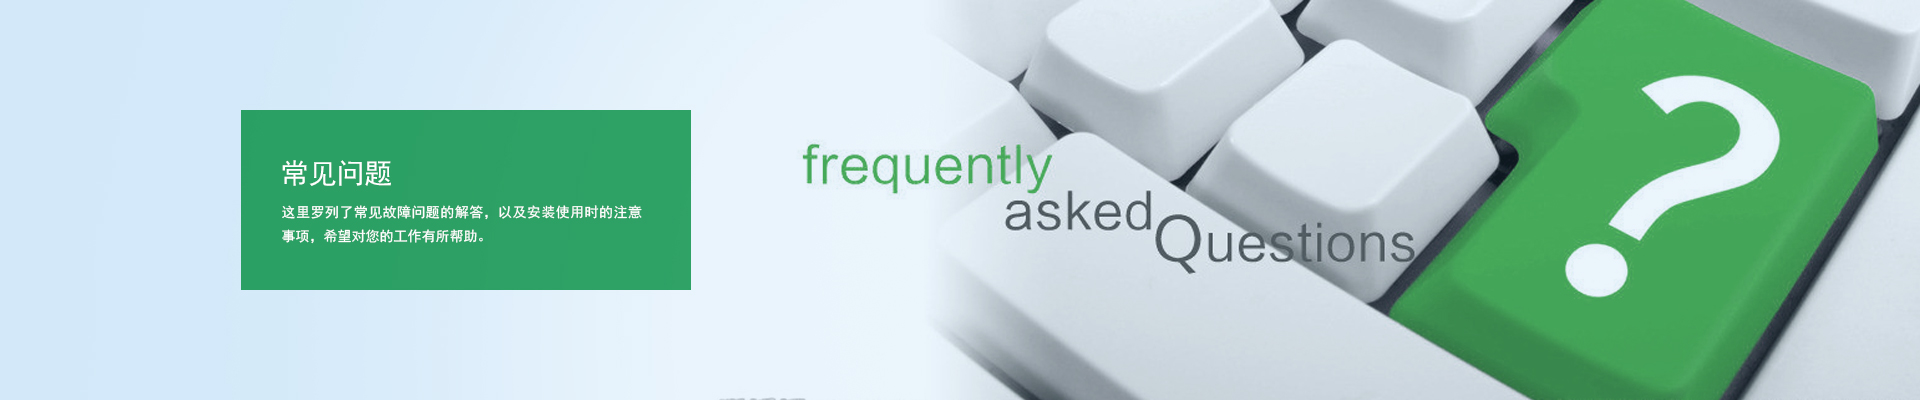 常见问题
这里罗列了常见故障问题的解答，以及安装使用时的注意
事项，希望对您的工作有所帮助。
frequently
asked
Questions
?